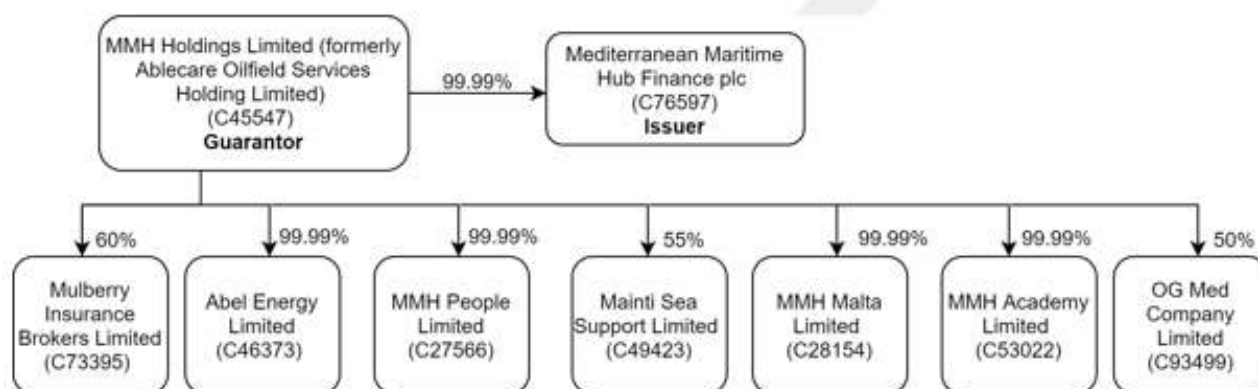 MMH Holdings Limited (formerly
Ablecare Oilfield Services
Holding Limited)
(C45547)
Guarantor
99.99%
Mediterranean Maritime
Hub Finance plc
(C76597)
Issuer
60%
99.99%
99.99%
55%
99.99%
99.99%
50%
Mulberry
Insurance
Brokers Limited
(C73395)
Abel Energy
Limited
(C46373)
MMH People
Limited
(C27566)
Mainti Sea
Support Limited
(C49423)
MMH Malta
Limited
(C28154)
MMH Academy
Limited
(C53022)
OG Med
Company
Limited
(C93499)